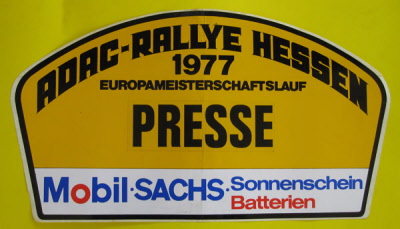 ADAC-RALLYE HESSEN
1977
EUROPAMEISTERSCHAFTSLAUF
PRESSE
Mobil·SACHS·Sonnenschein
Batterien